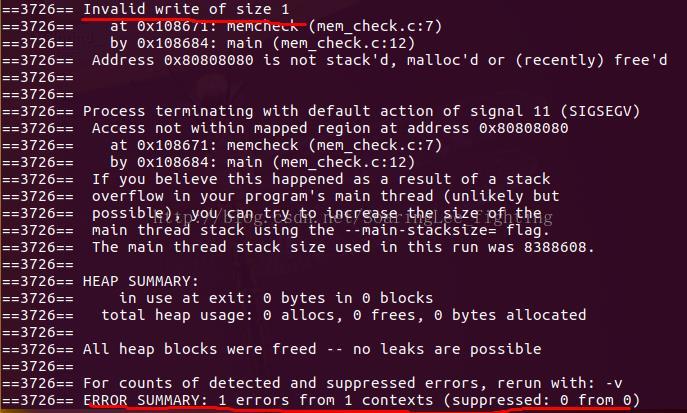 ==3726== Invalid write of size 1
==3726==    at 0x108671: memcheck (mem_check.c:7)
==3726==    by 0x108684: main (mem_check.c:12)
==3726==  Address 0x80808080 is not stack'd, malloc'd or (recently) free'd
==3726==
==3726==
==3726== Process terminating with default action of signal 11 (SIGSEGV)
==3726==  Access not within mapped region at address 0x80808080
==3726==    at 0x108671: memcheck (mem_check.c:7)
==3726==    by 0x108684: main (mem_check.c:12)
==3726==  If you believe this happened as a result of a stack
==3726==  overflow in your program's main thread (unlikely but
==3726==  possible), you can try to increase the size of the
==3726==  main thread stack using the --main-stacksize= flag.
==3726==  The main thread stack size used in this run was 8388608.
==3726==
==3726== HEAP SUMMARY:
==3726==     in use at exit: 0 bytes in 0 blocks
==3726==   total heap usage: 0 allocs, 0 frees, 0 bytes allocated
==3726==
==3726== All heap blocks were freed -- no leaks are possible
==3726==
==3726== For counts of detected and suppressed errors, rerun with: -v
==3726== ERROR SUMMARY: 1 errors from 1 contexts (suppressed: 0 from 0)